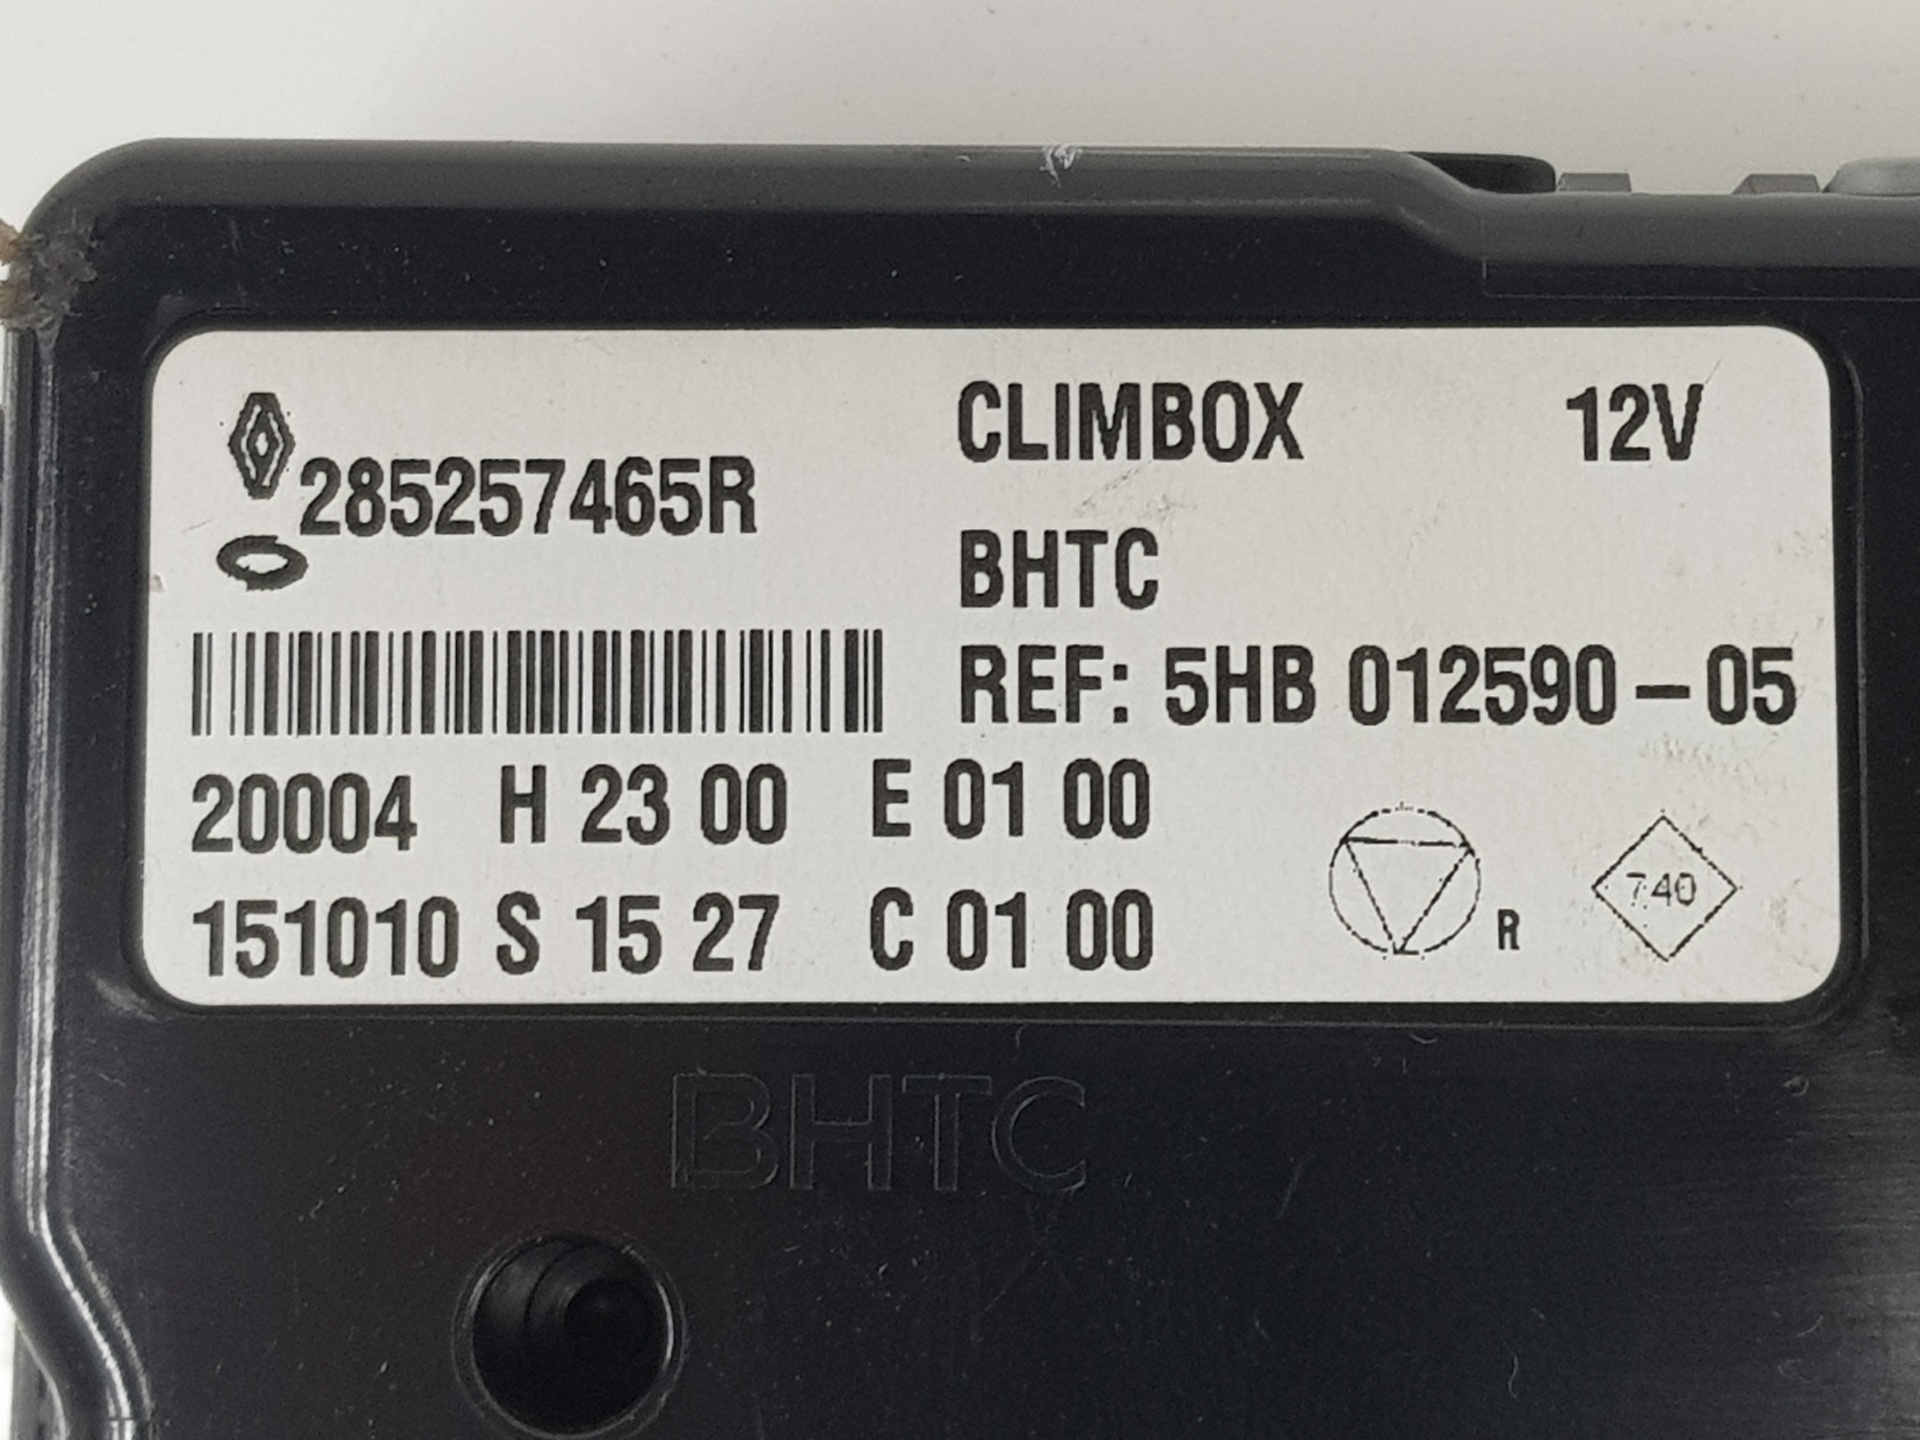 285257465R
CLIMBOX 12V
BHTC
REF: 5HB 012590-05
20004 H 23 00 E 01 00
151010 S 15 27 C 01 00
R
740
BHTC